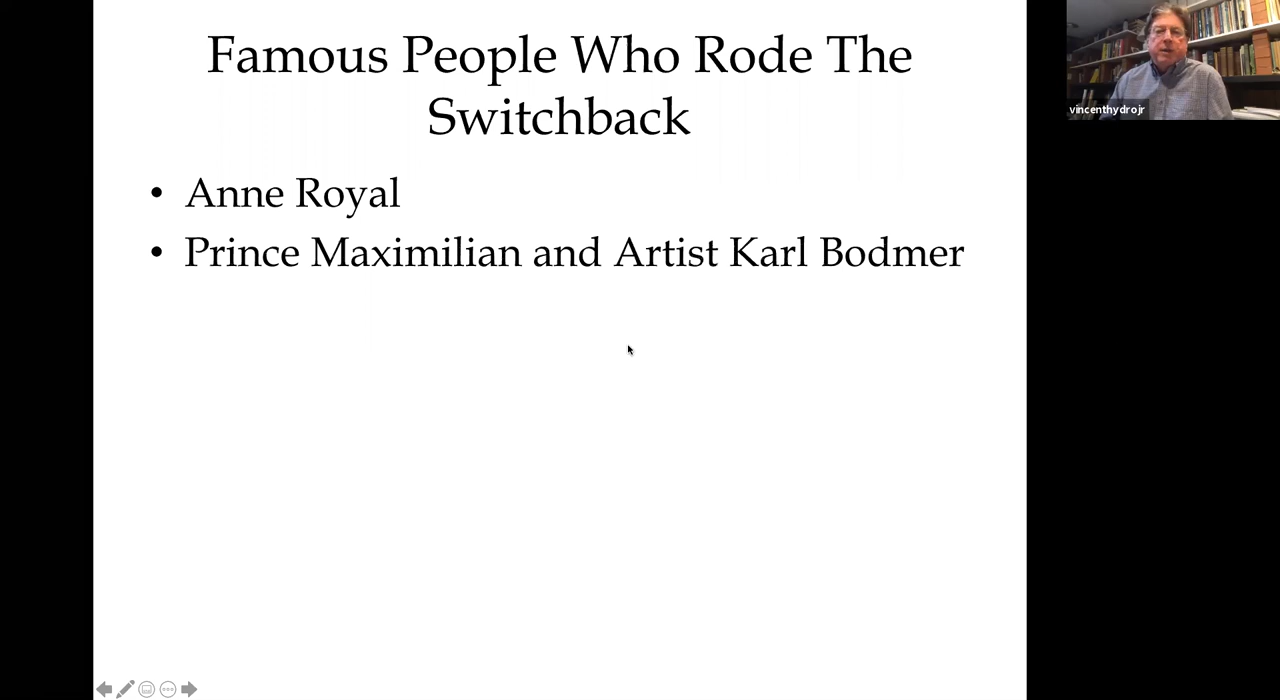 Famous People Who Rode The
Switchback
• Anne Royal
• Prince Maximilian and Artist Karl Bodmer
vincenthydrojr